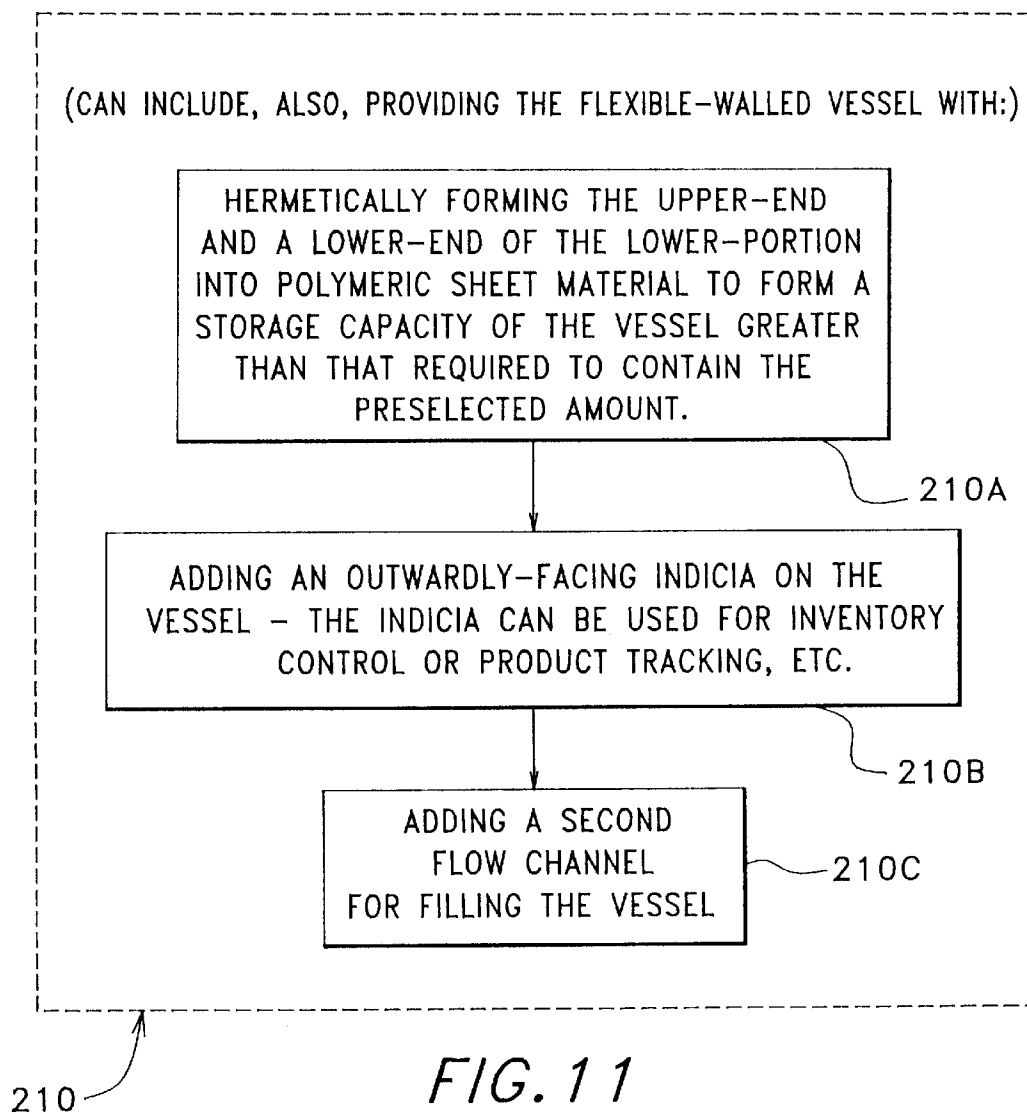 (CAN INCLUDE, ALSO, PROVIDING THE FLEXIBLE-WALLED VESSEL WITH:)
HERMETICALLY FORMING THE UPPER-END
AND A LOWER-END OF THE LOWER-PORTION
INTO POLYMERIC SHEET MATERIAL TO FORM A
STORAGE CAPACITY OF THE VESSEL GREATER
THAN THAT REQUIRED TO CONTAIN THE
PRESELECTED AMOUNT.
210A
ADDING AN OUTWARDLY-FACING INDICIA ON THE
VESSEL - THE INDICIA CAN BE USED FOR INVENTORY
CONTROL OR PRODUCT TRACKING, ETC.
210B
ADDING A SECOND
FLOW CHANNEL
FOR FILLING THE VESSEL
210C
210
FIG. 11